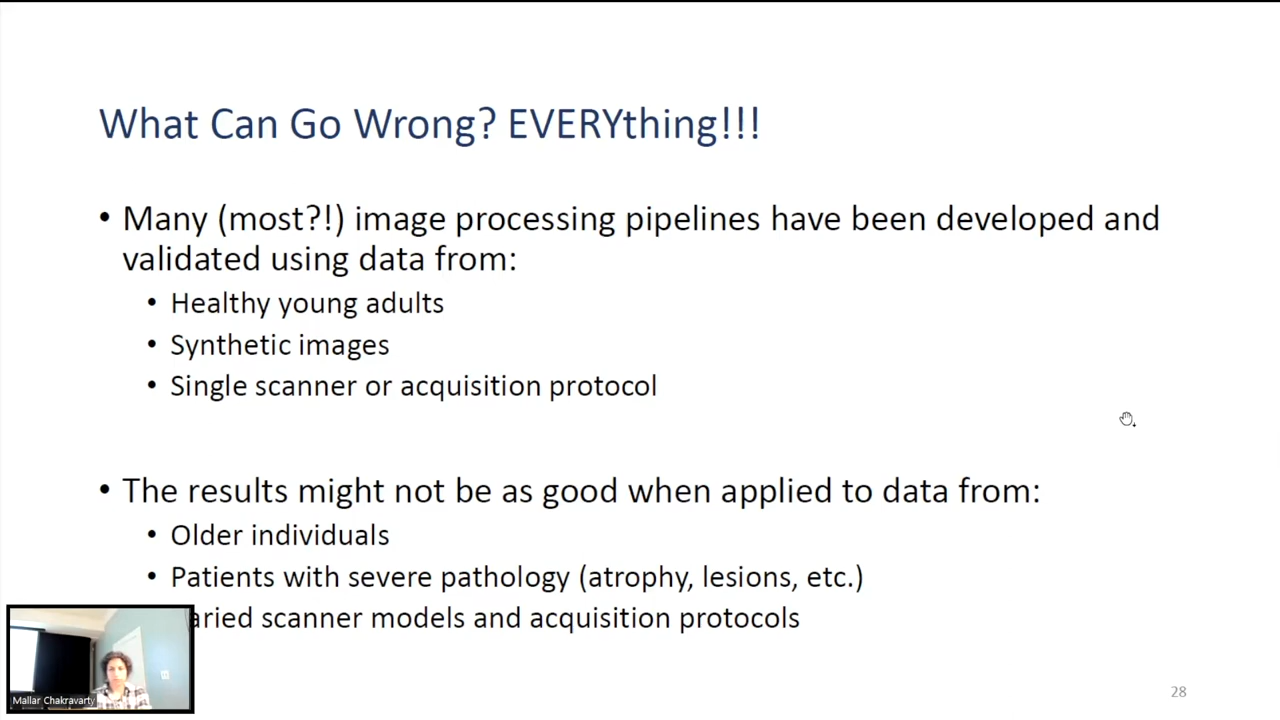 What Can Go Wrong? EVERYthing!!!
• Many (most?!) image processing pipelines have been developed and
validated using data from:
• Healthy young adults
• Synthetic images
• Single scanner or acquisition protocol
• The results might not be as good when applied to data from:
• Older individuals
• Patients with severe pathology (atrophy, lesions, etc.)
aried scanner models and acquisition protocols
Mallar Chakravarty
28